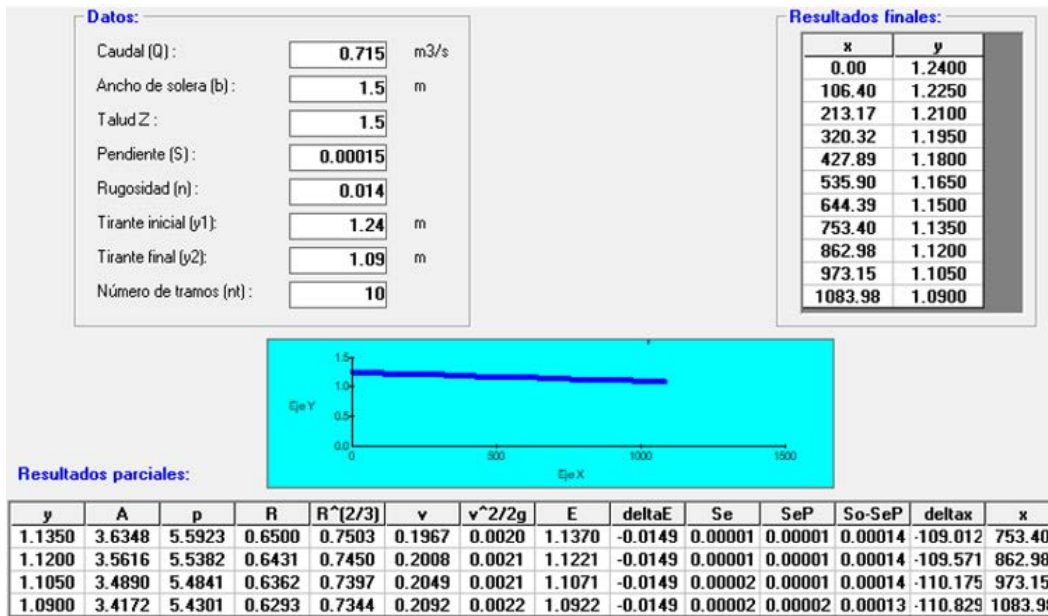 Datos:
Caudal (Q) : 0.715 m3/s
Ancho de solera (b) : 1.5 m
Talud Z : 1.5
Pendiente (S) : 0.00015
Rugosidad (n) : 0.014
Tirante inicial (y1): 1.24 m
Tirante final (y2): 1.09 m
Número de tramos (nt) : 10
Resultados finales:
x y
0.00 1.2400
106.40 1.2250
213.17 1.2100
320.32 1.1950
427.89 1.1800
535.90 1.1650
644.39 1.1500
753.40 1.1350
862.98 1.1200
973.15 1.1050
1083.98 1.0900
1.5
1.0
Eje Y
0.5
0.0
0 500 1000 1500
Eje X
Resultados parciales:
y A p R R^(2/3) v v^2/2g E deltaE Se SeP So-SeP deltax x
1.1350 3.6348 5.5923 0.6500 0.7503 0.1967 0.0020 1.1370 -0.0149 0.00001 0.00001 0.00014 -109.012 753.40
1.1200 3.5616 5.5382 0.6431 0.7450 0.2008 0.0021 1.1221 -0.0149 0.00001 0.00001 0.00014 -109.571 862.98
1.1050 3.4890 5.4841 0.6362 0.7397 0.2049 0.0021 1.1071 -0.0149 0.00002 0.00001 0.00014 -110.175 973.15
1.0900 3.4172 5.4301 0.6293 0.7344 0.2092 0.0022 1.0922 -0.0149 0.00002 0.00002 0.00013 -110.829 1083.98